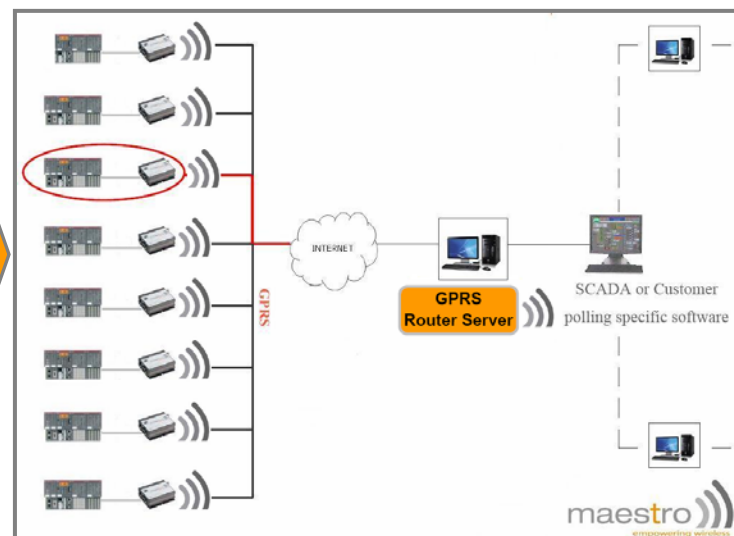 INTERNET
GPRS
GPRS
Router Server
SCADA or Customer
polling specific software
maestro
empowering wireless